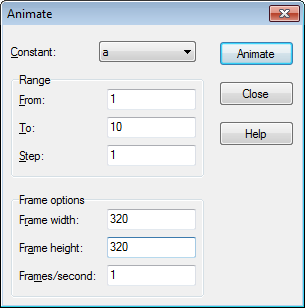 Animate
Constant: a Animate
Range
From: 1 Close
To: 10
Step: 1 Help
Frame options
Frame width: 320
Frame height: 320
Frames/second: 1